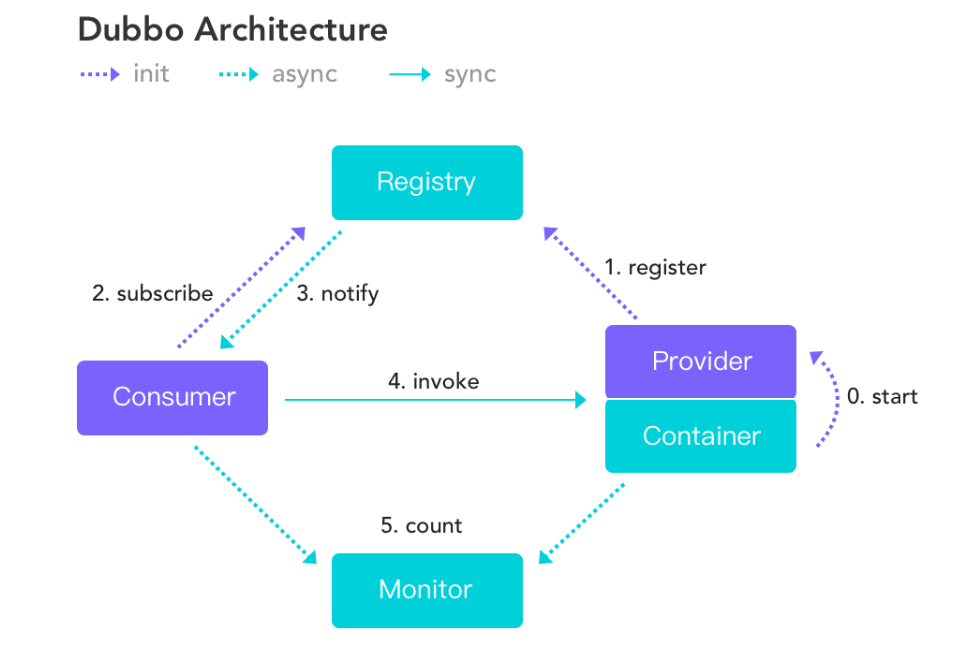 Dubbo Architecture
init async sync
Registry
1. register
2. subscribe 3. notify
Provider
4. invoke
Consumer 0. start
Container
5. count
Monitor